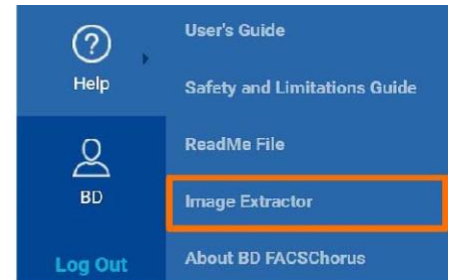 ?
Help
BD
Log Out
User's Guide
Safety and Limitations Guide
ReadMe File
Image Extractor
About BD FACSChorus